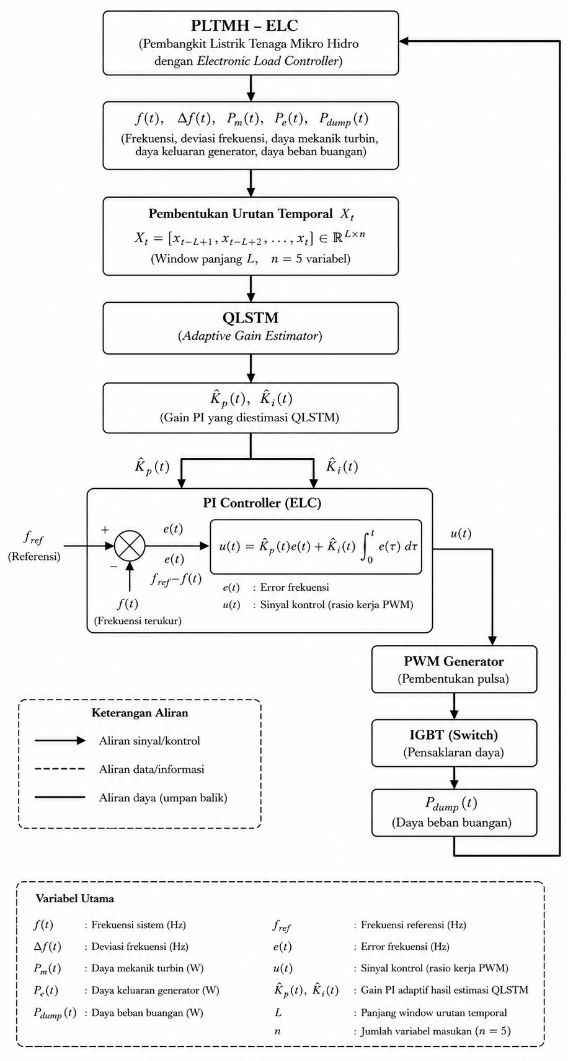 PLTMH – ELC
(Pembangkit Listrik Tenaga Mikro Hidro
dengan Electronic Load Controller)
f(t), Δf(t), P_m(t), P_e(t), P_dump(t)
(Frekuensi, deviasi frekuensi, daya mekanik turbin,
daya keluaran generator, daya beban buangan)
Pembentukan Urutan Temporal X_t
X_t = [x_{t−L+1}, x_{t−L+2}, . . . , x_t] ∈ ℝ^{L×n}
(Window panjang L, n = 5 variabel)
QLSTM
(Adaptive Gain Estimator)
K̂_p(t), K̂_i(t)
(Gain PI yang diestimasi QLSTM)
K̂_p(t) K̂_i(t)
PI Controller (ELC)
f_ref
(Referensi)
+
−
e(t)
e(t)
f_ref−f(t)
f(t)
(Frekuensi terukur)
u(t) = K̂_p(t)e(t) + K̂_i(t) ∫_0^t e(τ) dτ
e(t) : Error frekuensi
u(t) : Sinyal kontrol (rasio kerja PWM)
u(t)
PWM Generator
(Pembentukan pulsa)
IGBT (Switch)
(Pensaklaran daya)
P_dump(t)
(Daya beban buangan)
Keterangan Aliran
Aliran sinyal/kontrol
Aliran data/informasi
Aliran daya (umpan balik)
Variabel Utama
f(t) : Frekuensi sistem (Hz)
Δf(t) : Deviasi frekuensi (Hz)
P_m(t) : Daya mekanik turbin (W)
P_e(t) : Daya keluaran generator (W)
P_dump(t) : Daya beban buangan (W)
f_ref : Frekuensi referensi (Hz)
e(t) : Error frekuensi (Hz)
u(t) : Sinyal kontrol (rasio kerja PWM)
K̂_p(t), K̂_i(t) : Gain PI adaptif hasil estimasi QLSTM
L : Panjang window urutan temporal
n : Jumlah variabel masukan (n = 5)